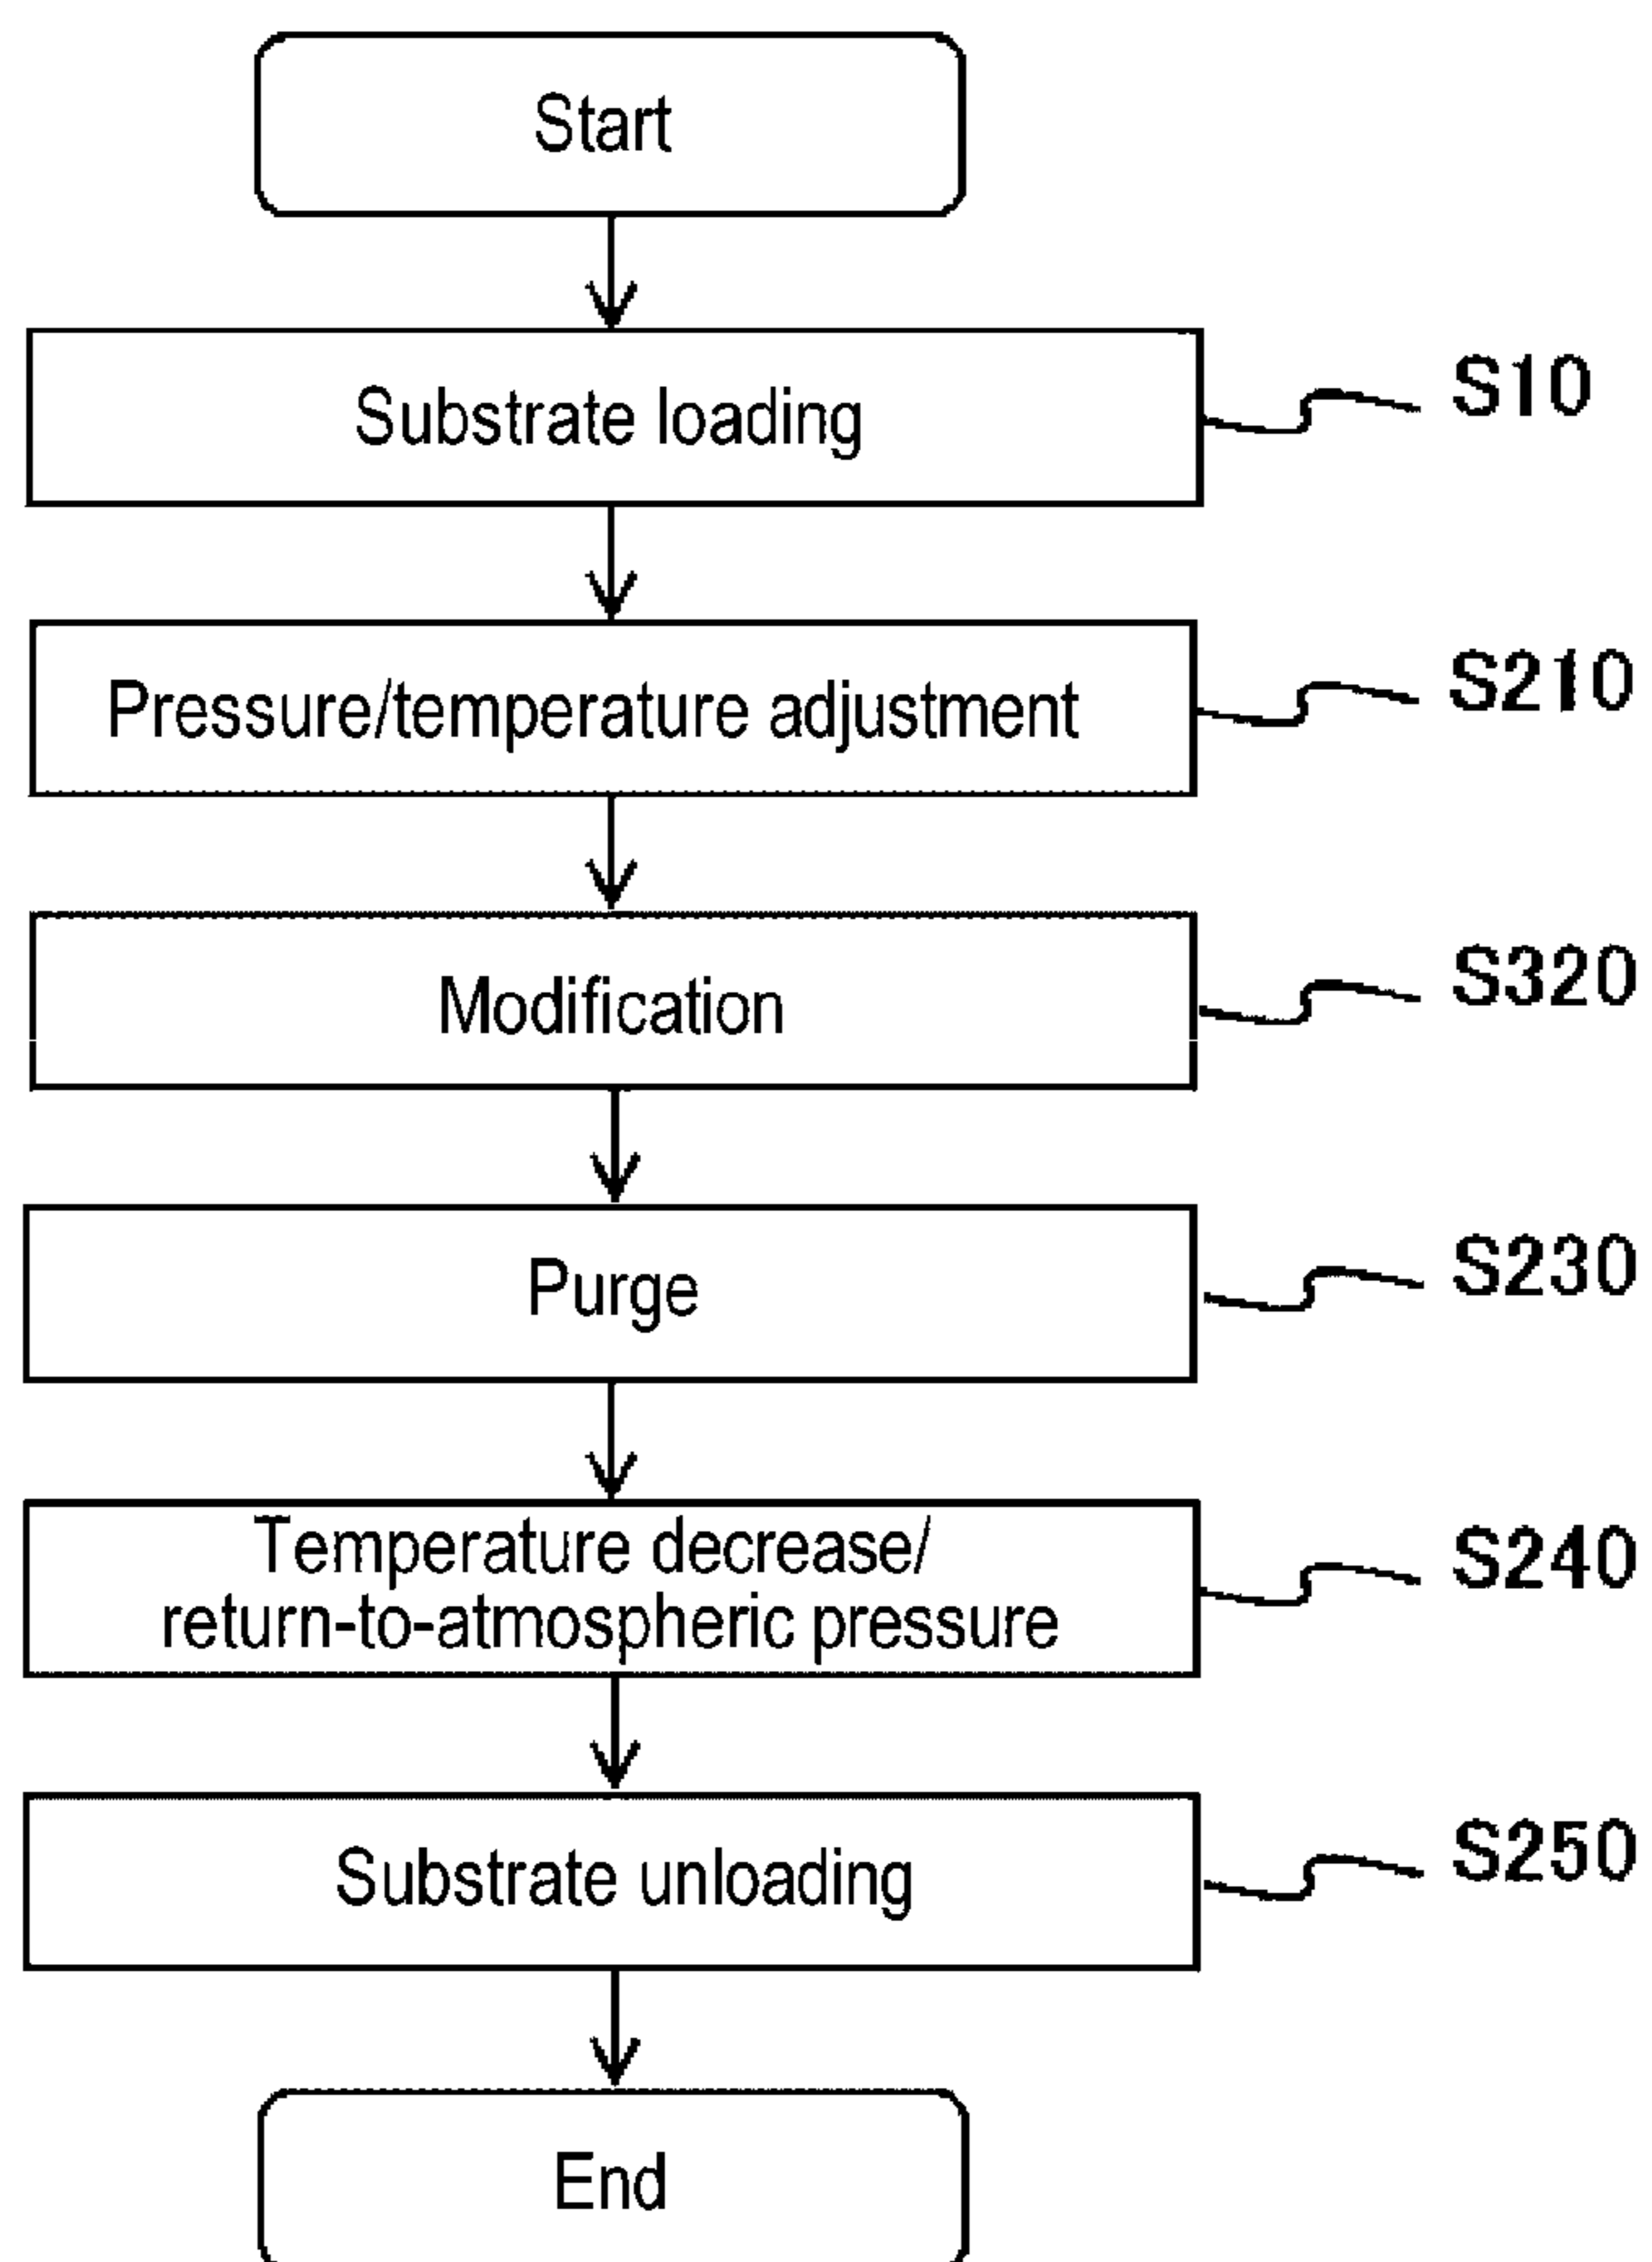 Start
Substrate loading
S10
Pressure/temperature adjustment
S210
Modification
S320
Purge
S230
Temperature decrease/
return-to-atmospheric pressure
S240
Substrate unloading
S250
End